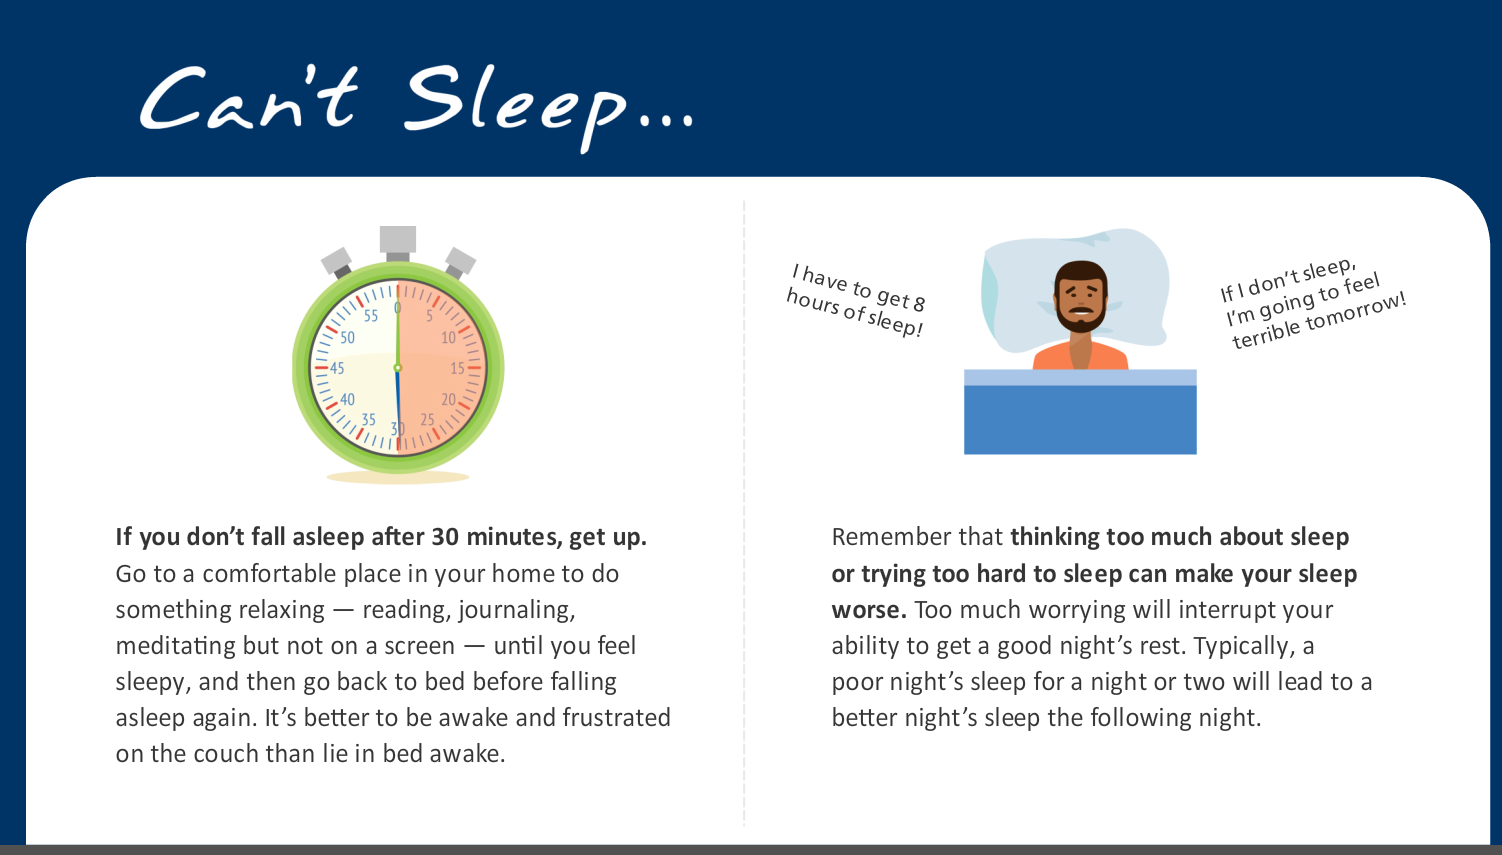 Can't Sleep...
0
5
10
15
20
25
30
35
40
45
50
55
I have to get 8
hours of sleep!
If I don't sleep,
I'm going to feel
terrible tomorrow!
If you don't fall asleep after 30 minutes, get up.
Go to a comfortable place in your home to do
something relaxing — reading, journaling,
meditating but not on a screen — until you feel
sleepy, and then go back to bed before falling
asleep again. It's better to be awake and frustrated
on the couch than lie in bed awake.
Remember that thinking too much about sleep
or trying too hard to sleep can make your sleep
worse. Too much worrying will interrupt your
ability to get a good night's rest. Typically, a
poor night's sleep for a night or two will lead to a
better night's sleep the following night.